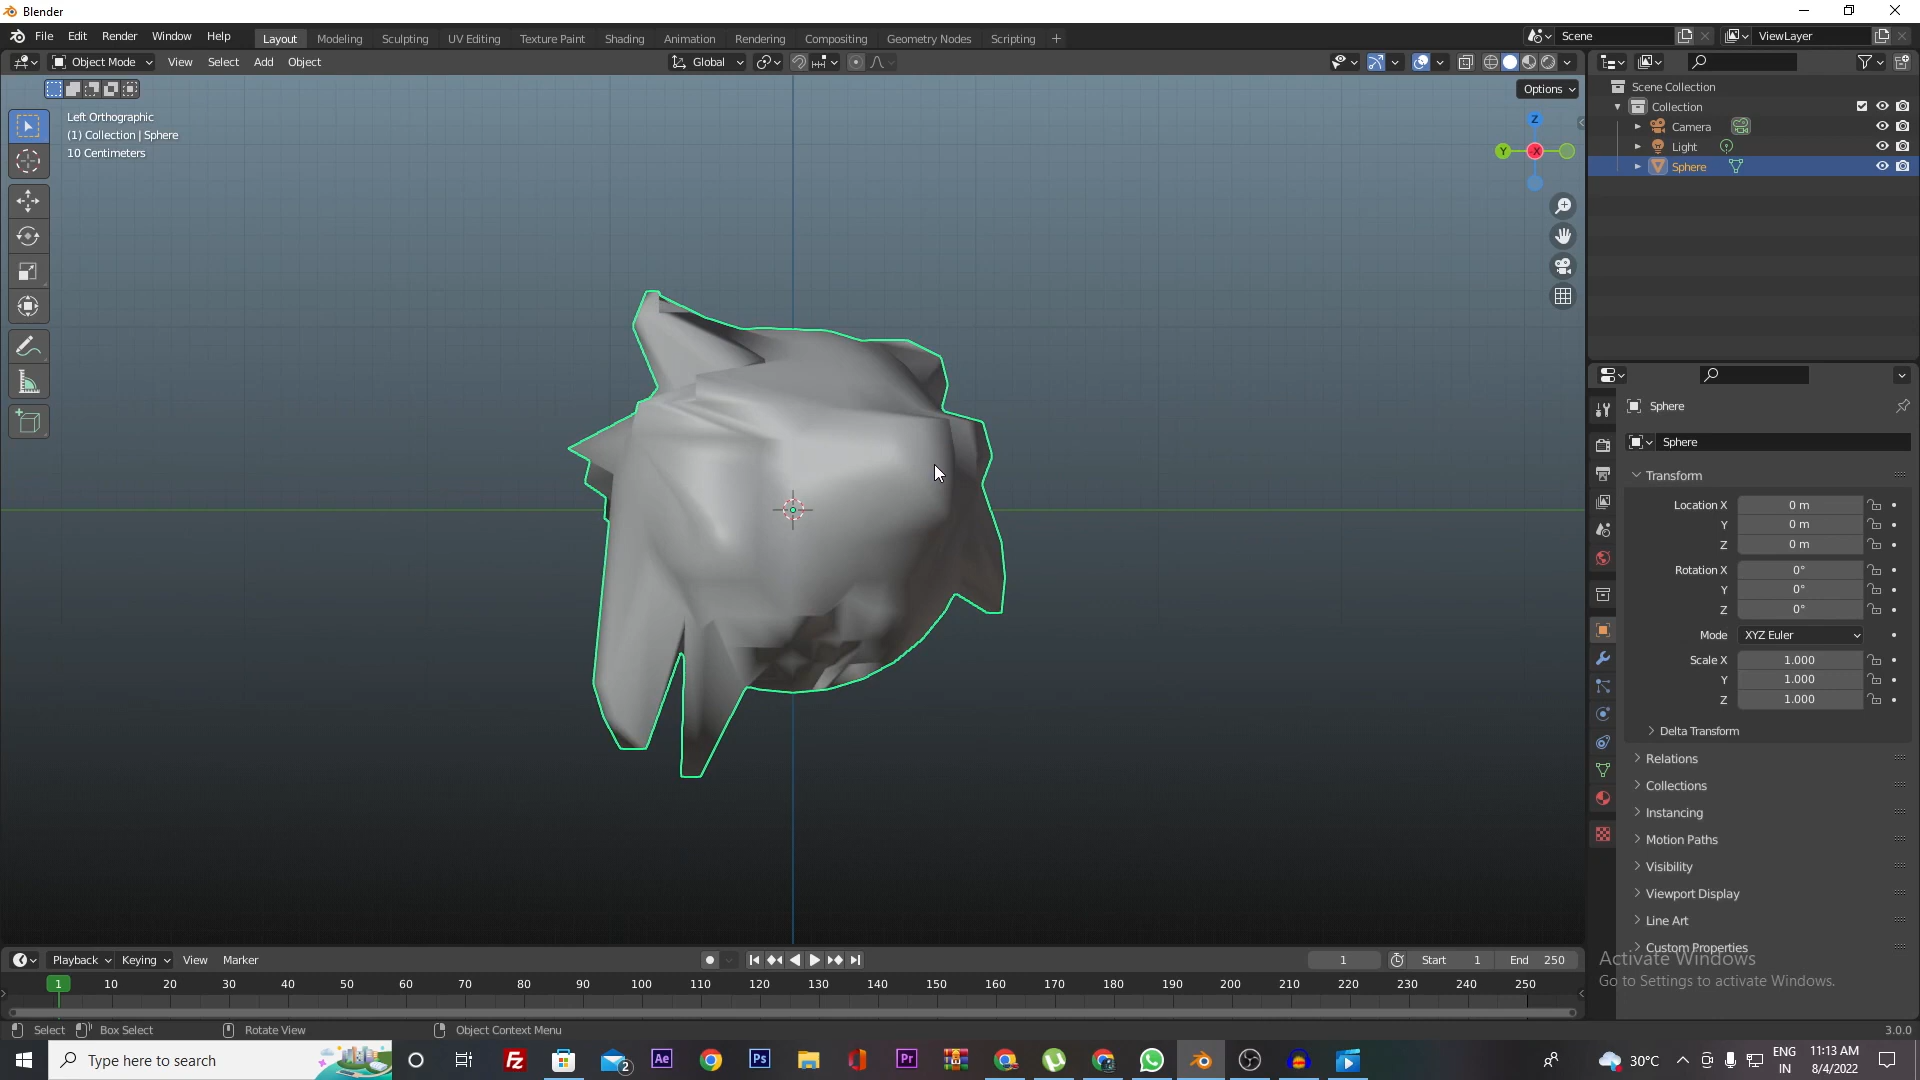 Blender
File Edit Render Window Help
Layout Modeling Sculpting UV Editing Texture Paint Shading Animation Rendering Compositing Geometry Nodes Scripting +
Scene
ViewLayer
Object Mode View Select Add Object
Global
Options
Left Orthographic
(1) Collection | Sphere
10 Centimeters
Z
Y
-X
Scene Collection
Collection
Camera
Light
Sphere
Sphere
Sphere
Transform
Location X 0 m
Y 0 m
Z 0 m
Rotation X 0°
Y 0°
Z 0°
Mode XYZ Euler
Scale X 1.000
Y 1.000
Z 1.000
Delta Transform
Relations
Collections
Instancing
Motion Paths
Visibility
Viewport Display
Line Art
Custom Properties
Activate Windows
Go to Settings to activate Windows.
Playback Keying View Marker
1 Start 1 End 250
1 10 20 30 40 50 60 70 80 90 100 110 120 130 140 150 160 170 180 190 200 210 220 230 240 250
Select Box Select Rotate View Object Context Menu 3.0.0
Type here to search
Fz
2
Ae
Ps
Pr
30°C
ENG
IN
11:13 AM
8/4/2022